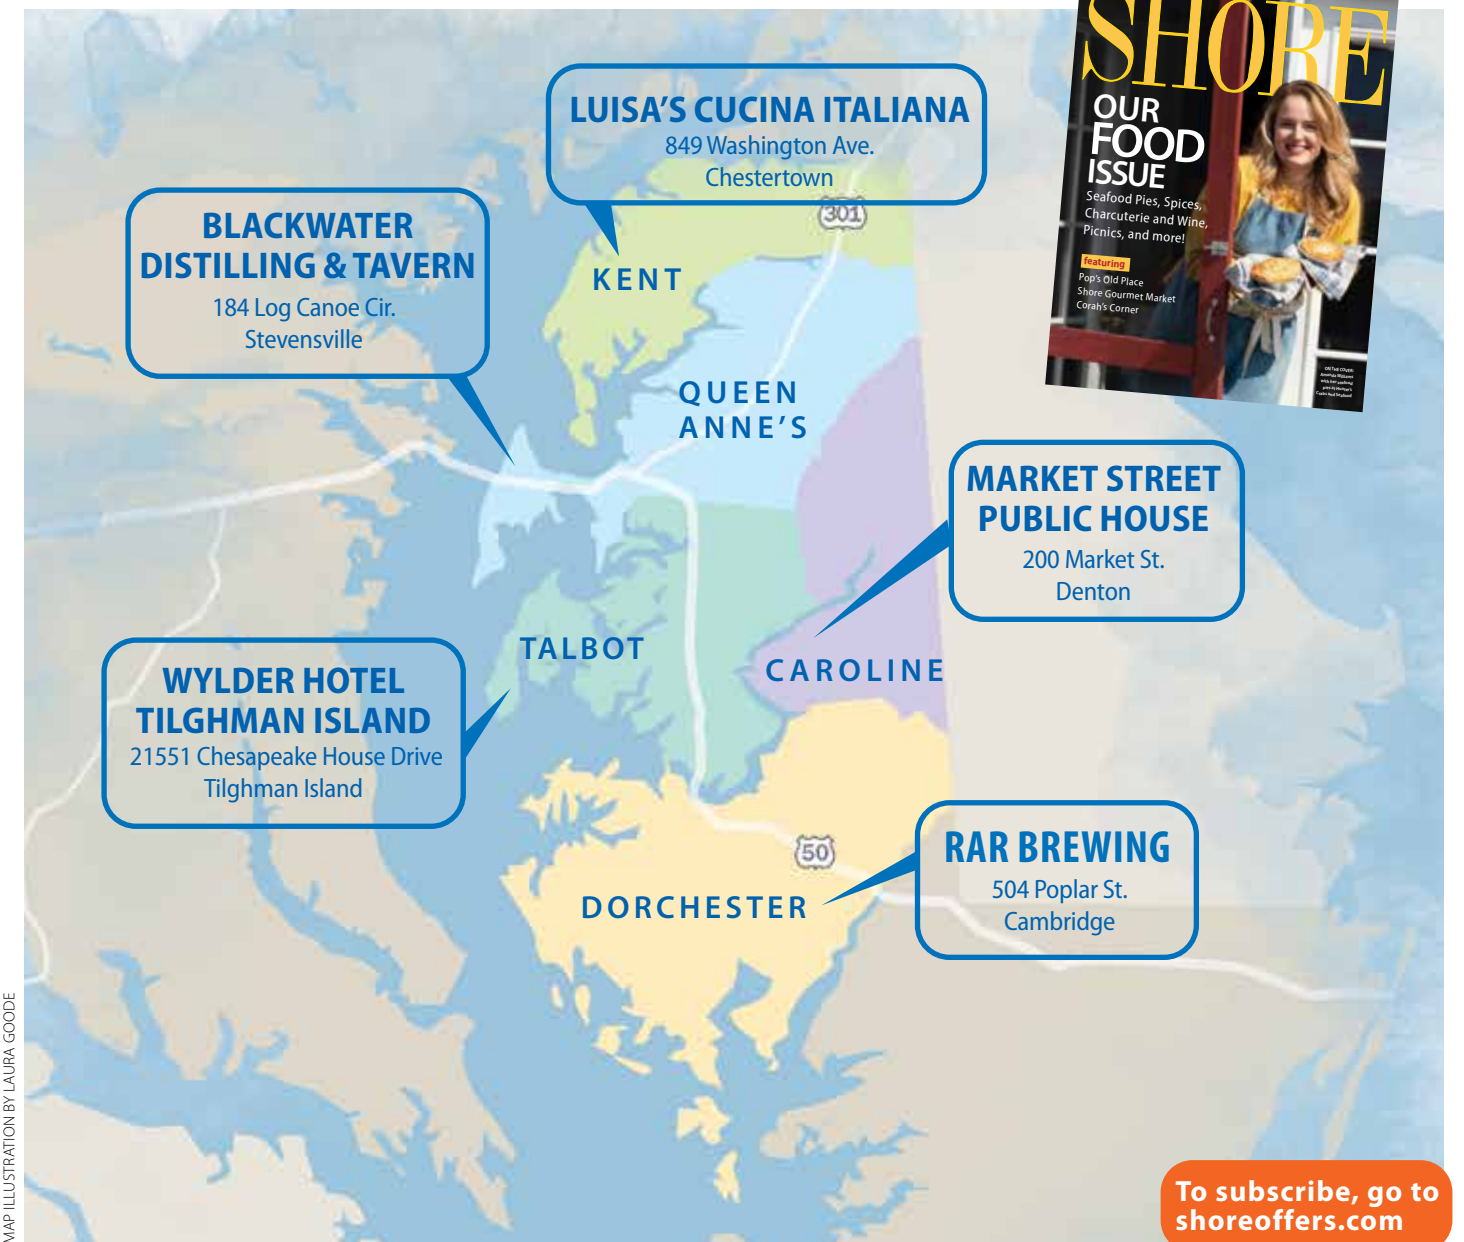 SHORE
OUR
FOOD
ISSUE
Seafood Pies, Spices,
Charcuterie and Wine,
Picnics, and more!
featuring
Pop's Old Place
Shore Gourmet Market
Corah's Corner
ON THE COVER:
LUISA'S CUCINA ITALIANA
849 Washington Ave.
Chestertown
301
BLACKWATER
DISTILLING & TAVERN
184 Log Canoe Cir.
Stevensville
KENT
QUEEN
ANNE'S
MARKET STREET
PUBLIC HOUSE
200 Market St.
Denton
TALBOT
CAROLINE
WYLDER HOTEL
TILGHMAN ISLAND
21551 Chesapeake House Drive
Tilghman Island
50
RAR BREWING
504 Poplar St.
Cambridge
DORCHESTER
MAP ILLUSTRATION BY LAURA GOODE
To subscribe, go to
shoreoffers.com